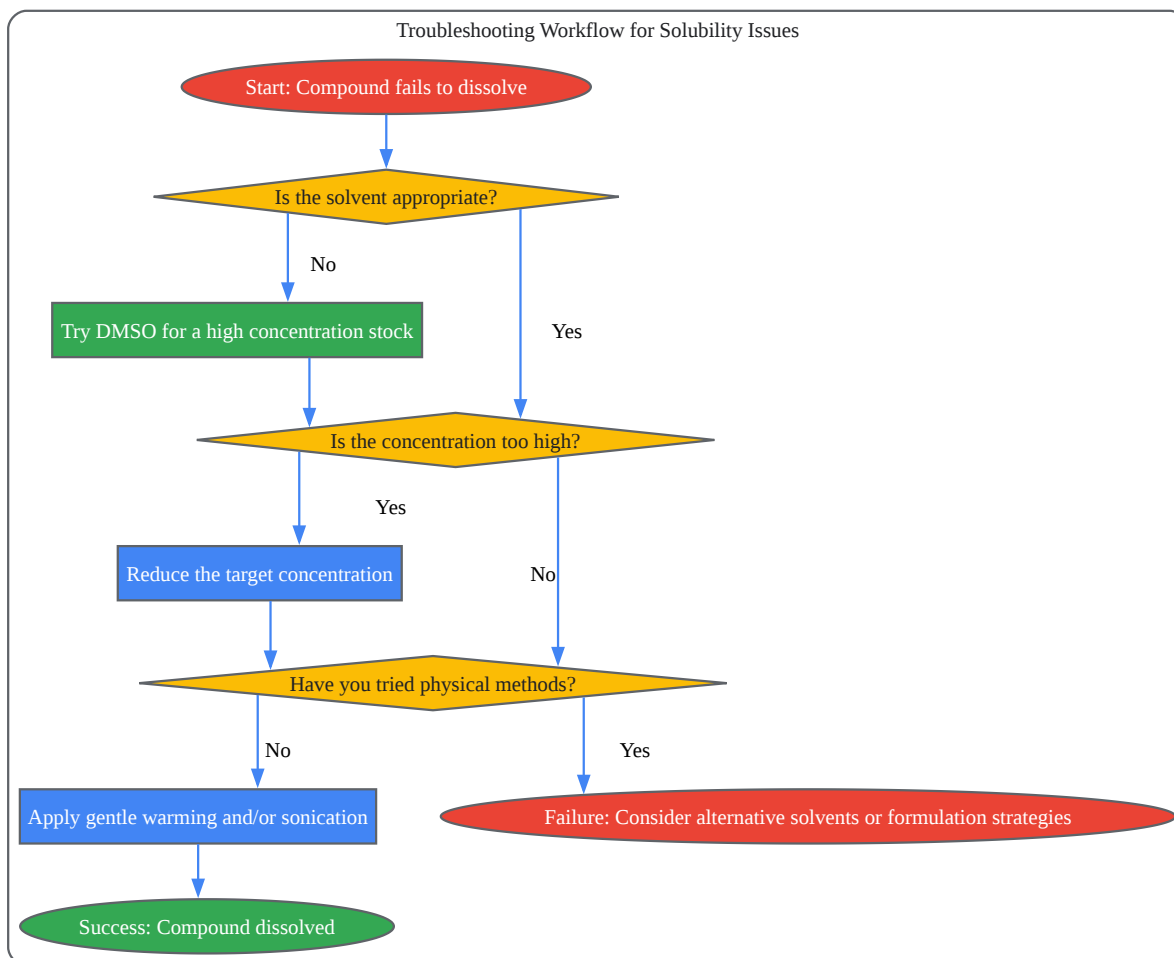 Troubleshooting Workflow for Solubility Issues
Start: Compound fails to dissolve
Is the solvent appropriate?
No
Try DMSO for a high concentration stock
Yes
Is the concentration too high?
Yes
Reduce the target concentration
No
Have you tried physical methods?
No
Yes
Apply gentle warming and/or sonication
Failure: Consider alternative solvents or formulation strategies
Success: Compound dissolved